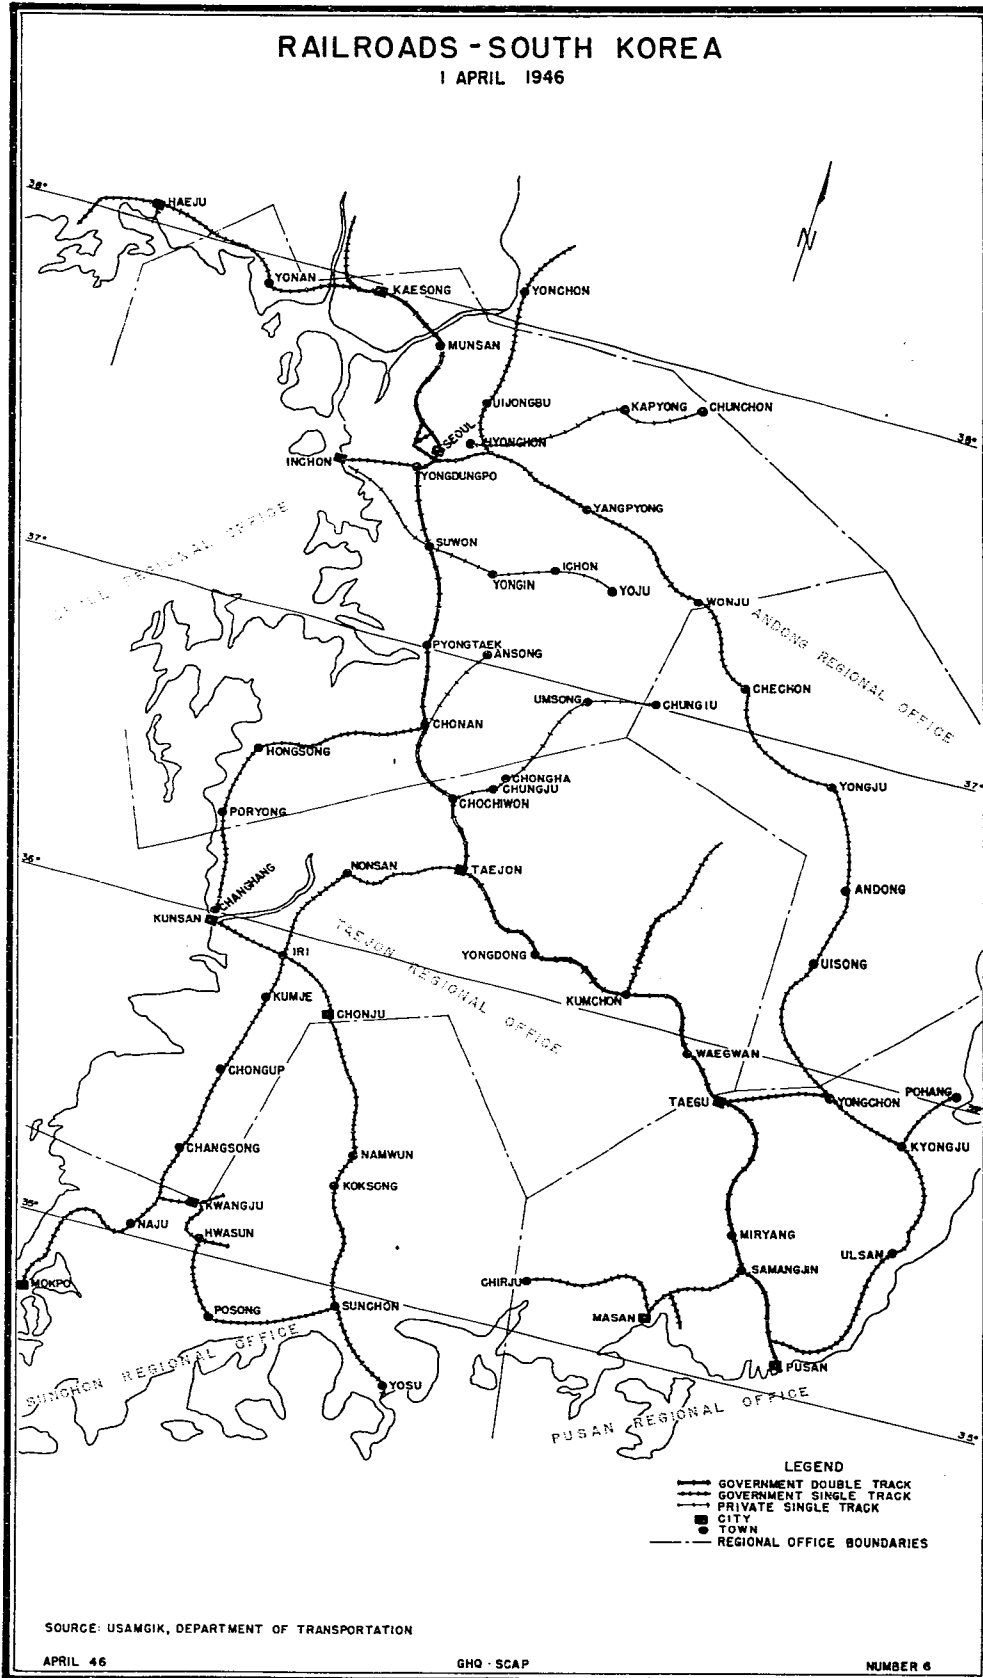 RAILROADS - SOUTH KOREA
1 APRIL 1946
38°
HAEJU
N
YONAN
KAESONG
YONCHON
MUNSAN
UIJONGBU
KAPYONG
CHUNCHON
38°
SEOUL
HYONCHON
INCHON
YONGDUNGPO
YANGPYONG
REGIONAL OFFICE
37°
SUWON
YONGIN
ICHON
YOJU
WONJU
ANDONG REGIONAL OFFICE
PYONGTAEK
ANSONG
CHECHON
UMSONG
CHUNGIU
CHONAN
HONGSONG
CHONGHA
CHUNGJU
CHOCHIWON
YONGJU
37°
PORYONG
36°
NONSAN
TAEJON
CHANGHANG
KUNSAN
ANDONG
TAEJON REGIONAL OFFICE
IRI
YONGDONG
UISONG
KUMJE
CHONJU
KUMCHON
WAEGWAN
CHONGUP
TAEGU
YONGCHON
POHANG
36°
CHANGSONG
NAMWUN
KYONGJU
KOKSONG
35°
KWANGJU
NAJU
HWASUN
MIRYANG
ULSAN
SAMANGJIN
MOKPO
CHIRJU
POSONG
SUNCHON
MASAN
SUNCHON REGIONAL OFFICE
PUSAN
YOSU
PUSAN REGIONAL OFFICE
35°
LEGEND
GOVERNMENT DOUBLE TRACK
GOVERNMENT SINGLE TRACK
PRIVATE SINGLE TRACK
CITY
TOWN
REGIONAL OFFICE BOUNDARIES
SOURCE: USAMGIK, DEPARTMENT OF TRANSPORTATION
APRIL 46
GHQ - SCAP
NUMBER 6